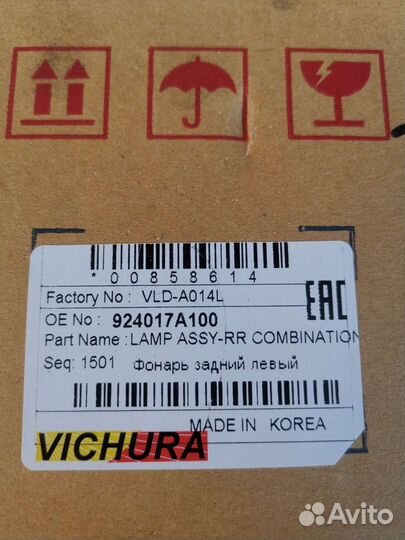 *00858614
Factory No : VLD-A014L
EAC
OE No : 924017A100
Part Name :LAMP ASSY-RR COMBINATION
Seq: 1501 Фонарь задний левый
MADE IN KOREA
VICHURA
Avito